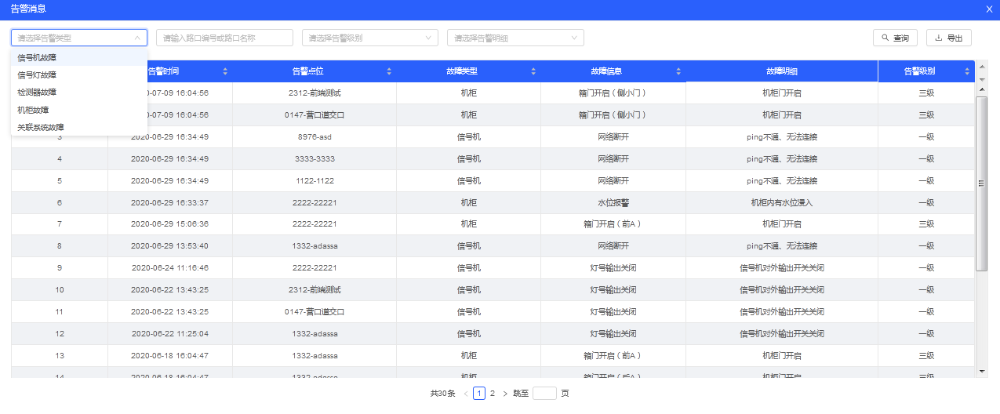 告警消息
请选择告警类型 请输入路口编号或路口名称 请选择告警级别 请选择告警明细 查询 导出
信号机故障
信号灯故障
检测器故障
机柜故障
关联系统故障
告警时间 告警点位 故障类型 故障信息 故障明细 告警级别
0-07-09 16:04:56 2312-前端测试 机柜 箱门开启（侧小门） 机柜门开启 三级
0-07-09 16:04:56 0147-营口道交口 机柜 箱门开启（侧小门） 机柜门开启 三级
3 2020-06-29 16:34:49 8976-asd 信号机 网络断开 ping不通、无法连接 一级
4 2020-06-29 16:34:49 3333-3333 信号机 网络断开 ping不通、无法连接 一级
5 2020-06-29 16:34:49 1122-1122 信号机 网络断开 ping不通、无法连接 一级
6 2020-06-29 16:33:37 2222-22221 机柜 水位报警 机柜内有水位浸入 一级
7 2020-06-29 15:06:36 2222-22221 机柜 箱门开启（前A） 机柜门开启 三级
8 2020-06-29 13:53:40 1332-adassa 信号机 网络断开 ping不通、无法连接 一级
9 2020-06-24 11:16:46 2222-22221 信号机 灯号输出关闭 信号机对外输出开关关闭 一级
10 2020-06-22 13:43:25 2312-前端测试 信号机 灯号输出关闭 信号机对外输出开关关闭 一级
11 2020-06-22 13:43:25 0147-营口道交口 信号机 灯号输出关闭 信号机对外输出开关关闭 一级
12 2020-06-22 11:25:04 1332-adassa 信号机 灯号输出关闭 信号机对外输出开关关闭 一级
13 2020-06-18 16:04:47 1332-adassa 机柜 箱门开启（前A） 机柜门开启 三级
14 2020-06-18 16:04:47 1332-adassa 机柜 箱门开启（后A） 机柜门开启 三级
共30条 < 1 2 > 跳至 页